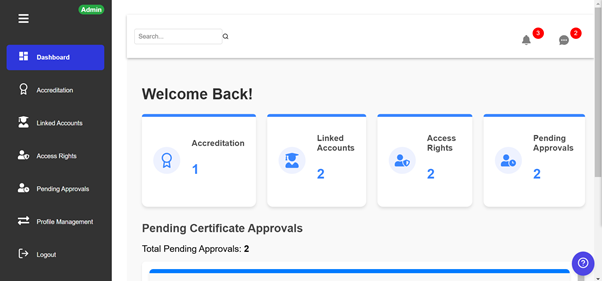 Admin
Dashboard
Accreditation
Linked Accounts
Access Rights
Pending Approvals
Profile Management
Logout
Search...
3
2
Welcome Back!
Accreditation
1
Linked
Accounts
2
Access
Rights
2
Pending
Approvals
2
Pending Certificate Approvals
Total Pending Approvals: 2